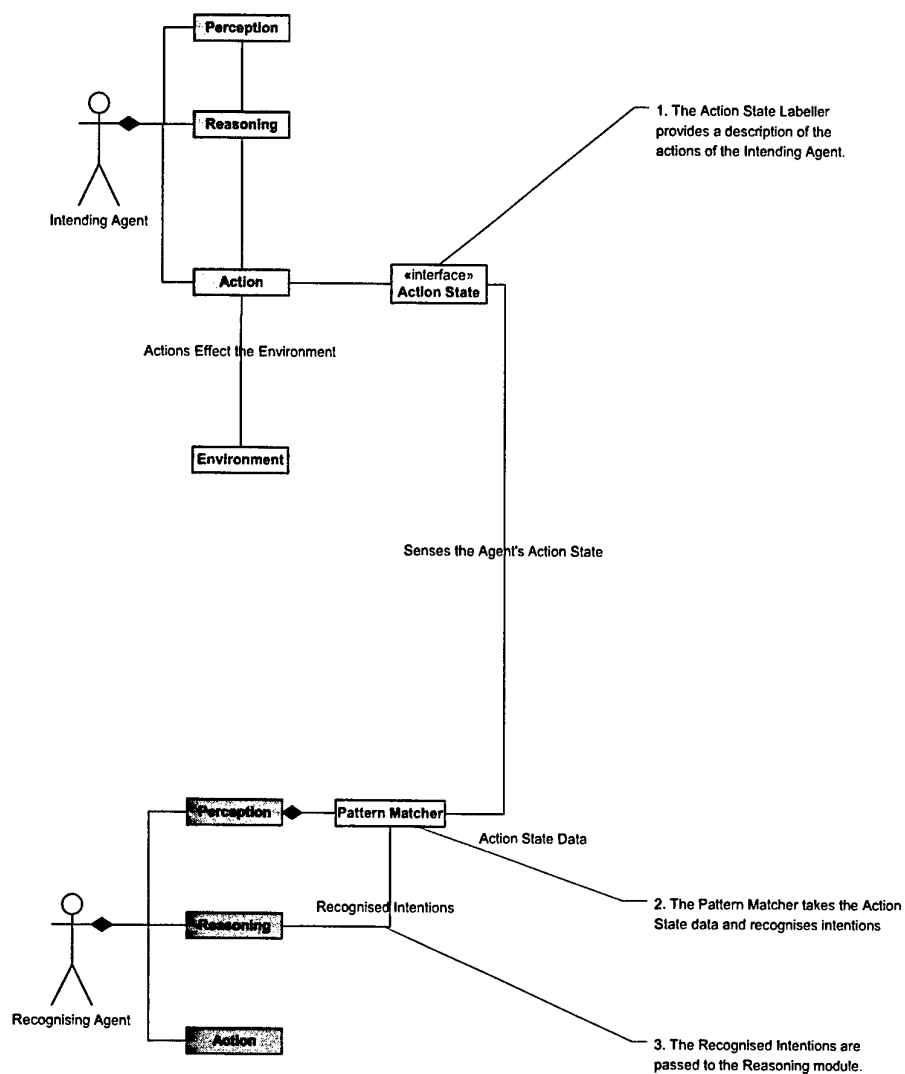 Perception
1. The Action State Labeller
provides a description of the
actions of the Intending Agent.
Reasoning
Intending Agent
«interface»
Action State
Action
Actions Effect the Environment
Environment
Senses the Agent's Action State
Perception
Pattern Matcher
Action State Data
2. The Pattern Matcher takes the Action
State data and recognises intentions
Recognised Intentions
Reasoning
Recognising Agent
Action
3. The Recognised Intentions are
passed to the Reasoning module.